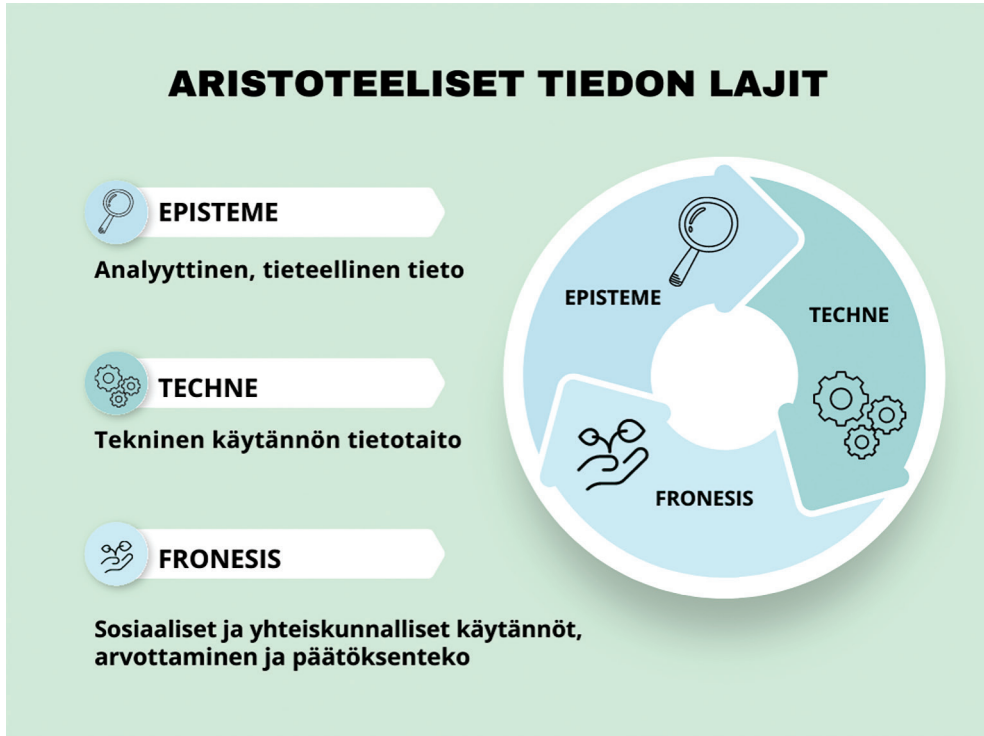 ARISTOTEELISET TIEDON LAJIT
EPISTEME
Analyyttinen, tieteellinen tieto
TECHNE
Tekninen käytännön tietotaito
FRONESIS
Sosiaaliset ja yhteiskunnalliset käytännöt,
arvottaminen ja päätöksenteko
EPISTEME
TECHNE
FRONESIS